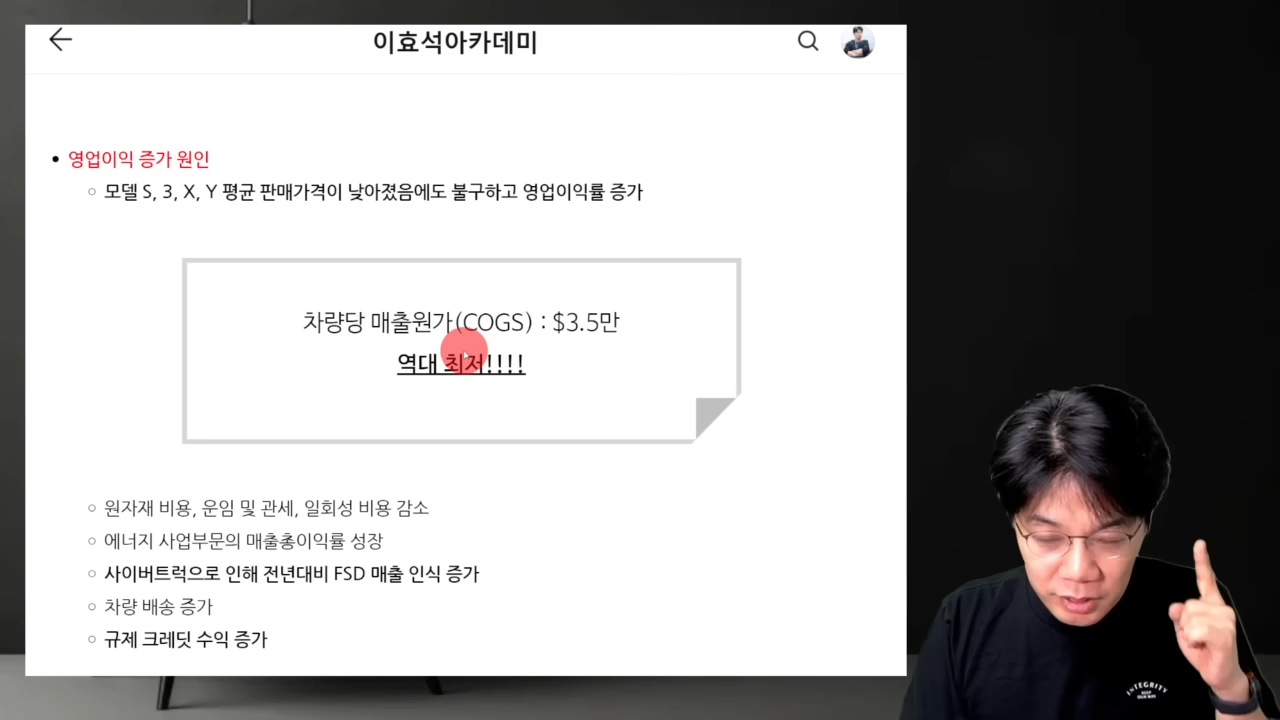 이효석아카데미
• 영업이익 증가 원인
○ 모델 S, 3, X, Y 평균 판매가격이 낮아졌음에도 불구하고 영업이익률 증가
차량당 매출원가(COGS) : $3.5만
역대 최저!!!!
○ 원자재 비용, 운임 및 관세, 일회성 비용 감소
○ 에너지 사업부문의 매출총이익률 성장
○ 사이버트럭으로 인해 전년대비 FSD 매출 인식 증가
○ 차량 배송 증가
○ 규제 크레딧 수익 증가
INTEGRITY